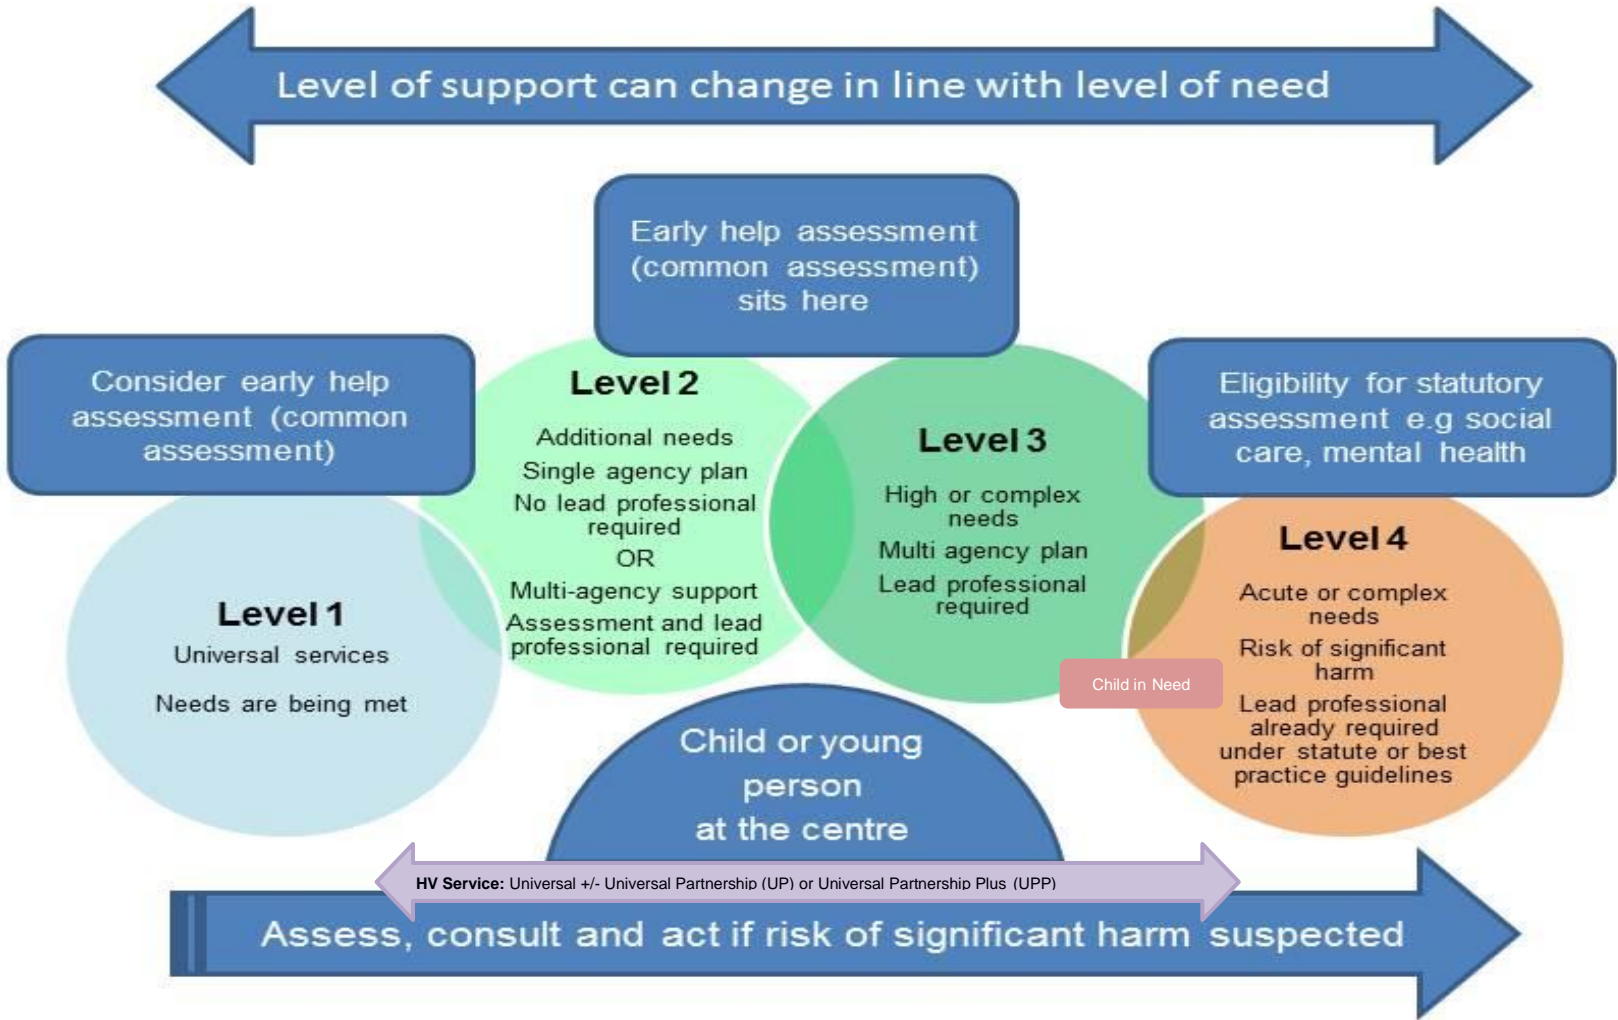 Level of support can change in line with level of need
Early help assessment
(common assessment)
sits here
Consider early help
assessment (common
assessment)
Eligibility for statutory
assessment e.g social
care, mental health
Level 1
Universal services
Needs are being met
Level 2
Additional needs
Single agency plan
No lead professional
required
OR
Multi-agency support
Assessment and lead
professional required
Level 3
High or complex
needs
Multi agency plan
Lead professional
required
Level 4
Acute or complex
needs
Risk of significant
harm
Lead professional
already required
under statute or best
practice guidelines
Child in Need
Child or young
person
at the centre
HV Service: Universal +/- Universal Partnership (UP) or Universal Partnership Plus (UPP)
Assess, consult and act if risk of significant harm suspected